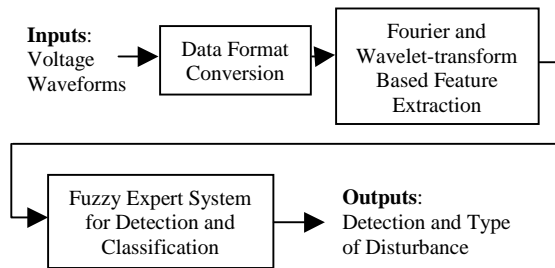 Inputs:
Voltage
Waveforms
Data Format
Conversion
Fourier and
Wavelet-transform
Based Feature
Extraction
Fuzzy Expert System
for Detection and
Classification
Outputs:
Detection and Type
of Disturbance